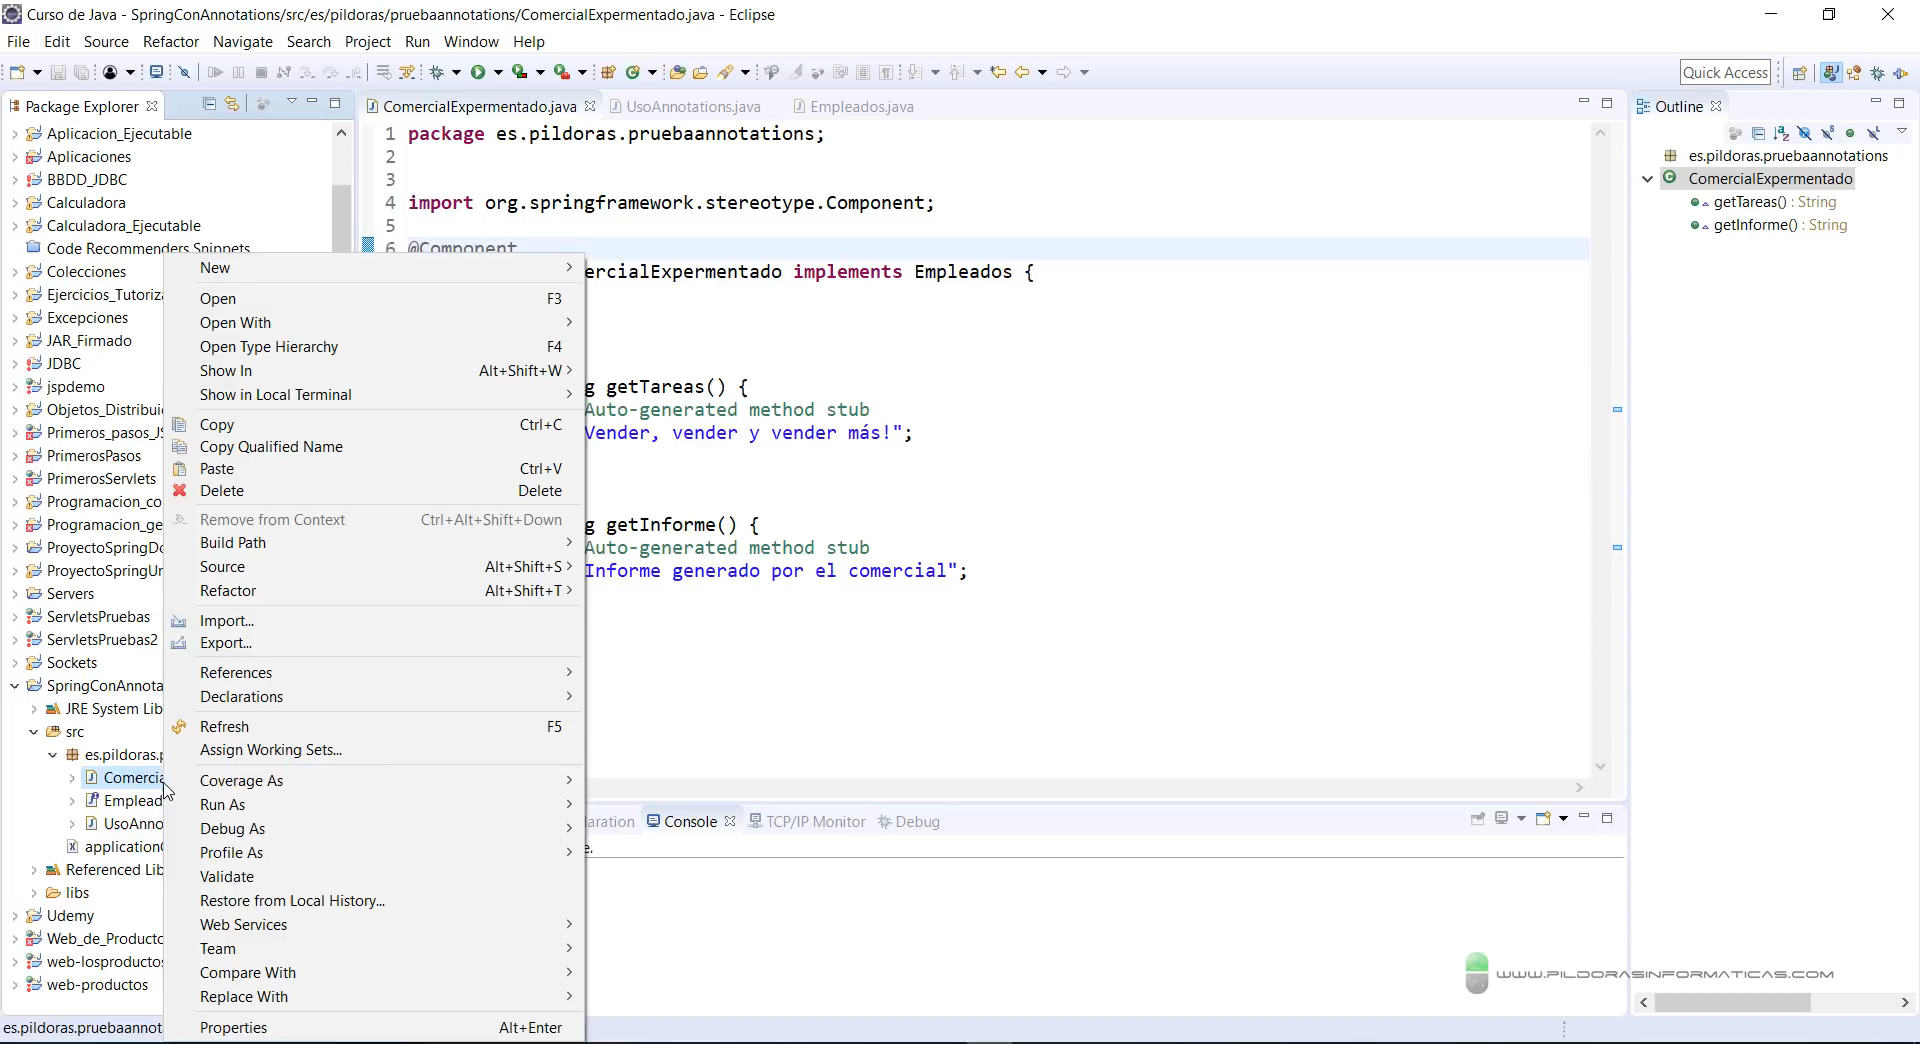 Curso de Java - SpringConAnnotations/src/es/pildoras/pruebaannotations/ComercialExpermentado.java - Eclipse
File Edit Source Refactor Navigate Search Project Run Window Help
Quick Access
Package Explorer
Aplicacion_Ejecutable
Aplicaciones
BBDD_JDBC
Calculadora
Calculadora_Ejecutable
Code Recommenders Snippets
Colecciones
Ejercicios_Tutoriza
Excepciones
JAR_Firmado
JDBC
jspdemo
Objetos_Distribui
Primeros_pasos_JS
PrimerosPasos
PrimerosServlets
Programacion_co
Programacion_ge
ProyectoSpringDo
ProyectoSpringUn
Servers
ServletsPruebas
ServletsPruebas2
Sockets
SpringConAnnota
JRE System Lib
src
es.pildoras.p
Comercia
Emplead
UsoAnno
application
Referenced Lib
libs
Udemy
Web_de_Producto
web-losproductos
web-productos
es.pildoras.pruebaannot
New
Open F3
Open With
Open Type Hierarchy F4
Show In Alt+Shift+W
Show in Local Terminal
Copy Ctrl+C
Copy Qualified Name
Paste Ctrl+V
Delete Delete
Remove from Context Ctrl+Alt+Shift+Down
Build Path
Source Alt+Shift+S
Refactor Alt+Shift+T
Import...
Export...
References
Declarations
Refresh F5
Assign Working Sets...
Coverage As
Run As
Debug As
Profile As
Validate
Restore from Local History...
Web Services
Team
Compare With
Replace With
Properties Alt+Enter
ComercialExpermentado.java UsoAnnotations.java Empleados.java
1 package es.pildoras.pruebaannotations;
2
3
4 import org.springframework.stereotype.Component;
5
6 @Component
ercialExpermentado implements Empleados {
g getTareas() {
Auto-generated method stub
Vender, vender y vender más!";
g getInforme() {
Auto-generated method stub
Informe generado por el comercial";
laration Console TCP/IP Monitor Debug
e.
Outline
es.pildoras.pruebaannotations
ComercialExpermentado
getTareas() : String
getInforme() : String
WWW.PILDORASINFORMATICAS.COM